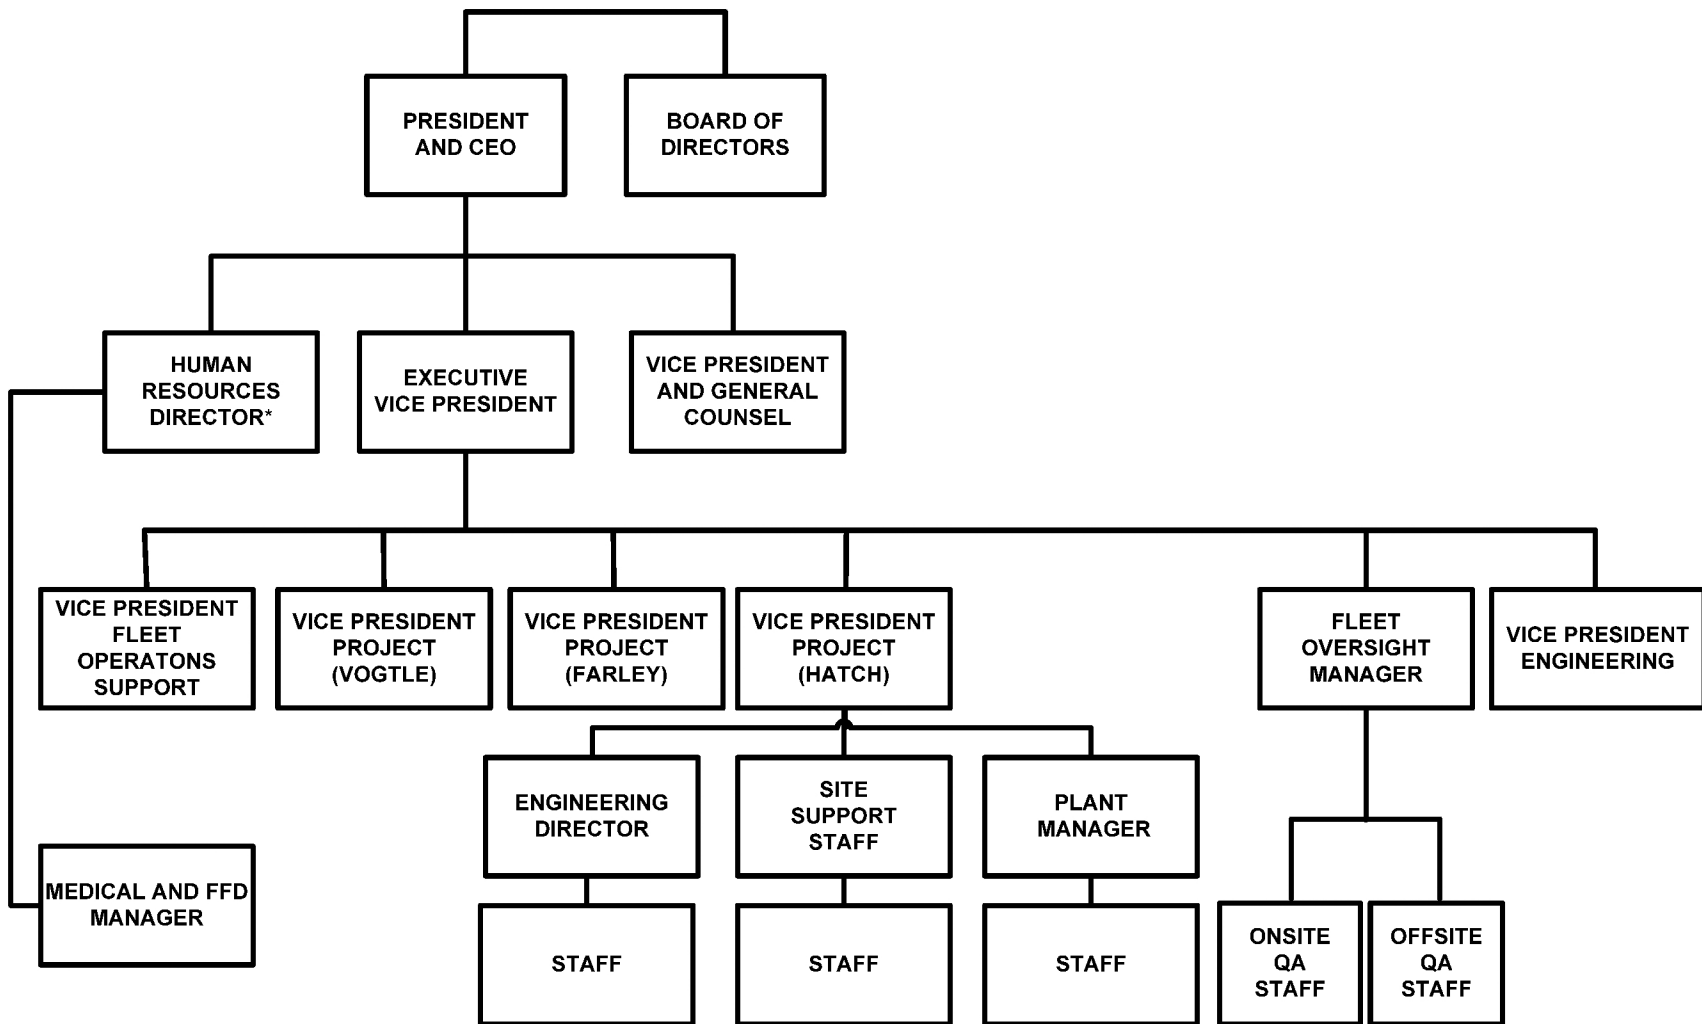 PRESIDENT
AND CEO
BOARD OF
DIRECTORS
HUMAN
RESOURCES
DIRECTOR*
EXECUTIVE
VICE PRESIDENT
VICE PRESIDENT
AND GENERAL
COUNSEL
VICE PRESIDENT
FLEET
OPERATONS
SUPPORT
VICE PRESIDENT
PROJECT
(VOGTLE)
VICE PRESIDENT
PROJECT
(FARLEY)
VICE PRESIDENT
PROJECT
(HATCH)
FLEET
OVERSIGHT
MANAGER
VICE PRESIDENT
ENGINEERING
ENGINEERING
DIRECTOR
SITE
SUPPORT
STAFF
PLANT
MANAGER
MEDICAL AND FFD
MANAGER
STAFF
STAFF
STAFF
ONSITE
QA
STAFF
OFFSITE
QA
STAFF